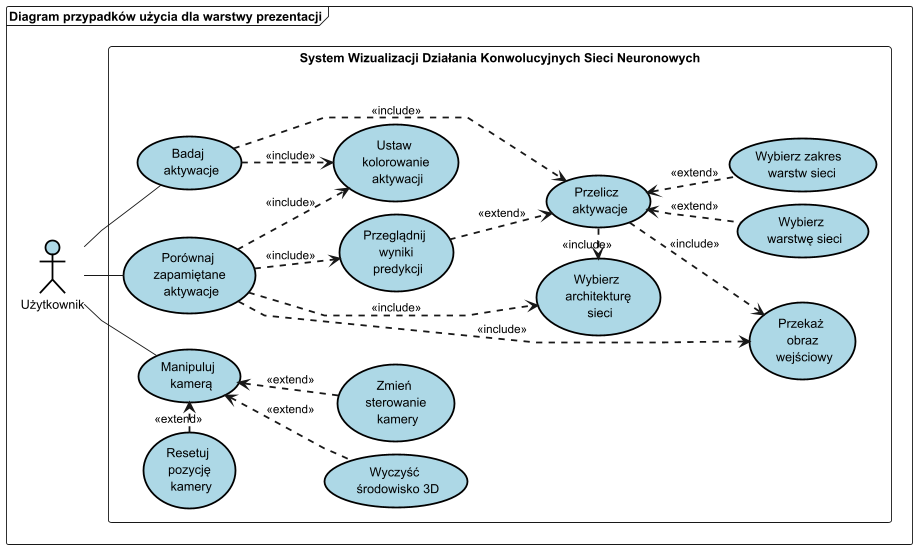 Diagram przypadków użycia dla warstwy prezentacji
System Wizualizacji Działania Konwolucyjnych Sieci Neuronowych
«include»
Badaj
aktywacje
«include»
Ustaw
kolorowanie
aktywacji
Przelicz
aktywacje
«extend»
Wybierz zakres
warstw sieci
«extend»
Wybierz
warstwę sieci
«include»
Przeglądnij
wyniki
predykcji
«extend»
«include»
«include»
Użytkownik
Porównaj
zapamiętane
aktywacje
«include»
Wybierz
architekturę
sieci
«include»
«include»
Przekaż
obraz
wejściowy
Manipuluj
kamerą
«extend»
Zmień
sterowanie
kamery
«extend»
«extend»
Resetuj
pozycję
kamery
Wyczyść
środowisko 3D